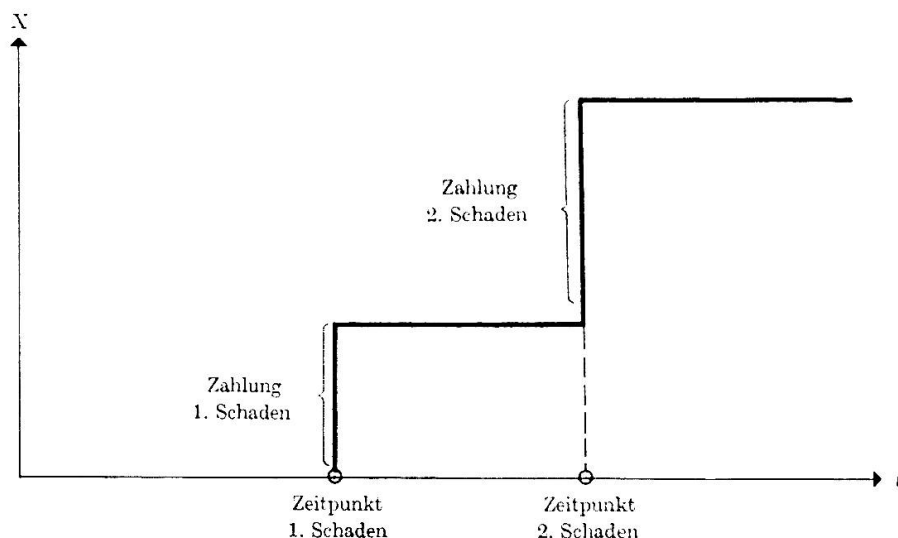 X
Zahlung
2. Schaden
Zahlung
1. Schaden
Zeitpunkt
1. Schaden
Zeitpunkt
2. Schaden